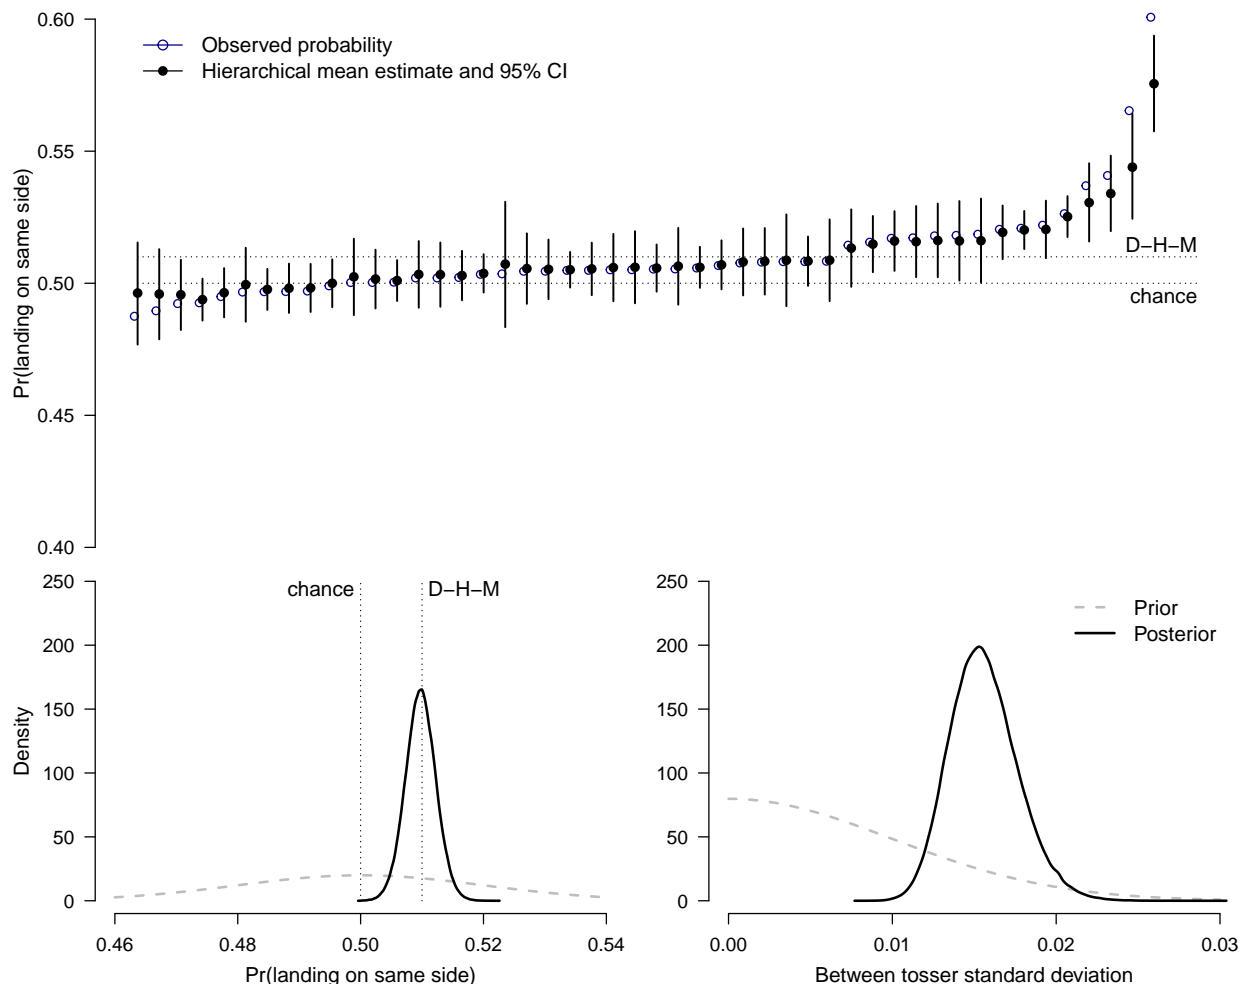 0.60
Observed probability
Hierarchical mean estimate and 95% CI
0.55
Pr(landing on same side)
D−H−M
0.50
chance
0.45
0.40
250
chance
D−H−M
200
150
Density
100
50
0
0.46
0.48
0.50
0.52
0.54
Pr(landing on same side)
250
Prior
Posterior
200
150
100
50
0
0.00
0.01
0.02
0.03
Between tosser standard deviation